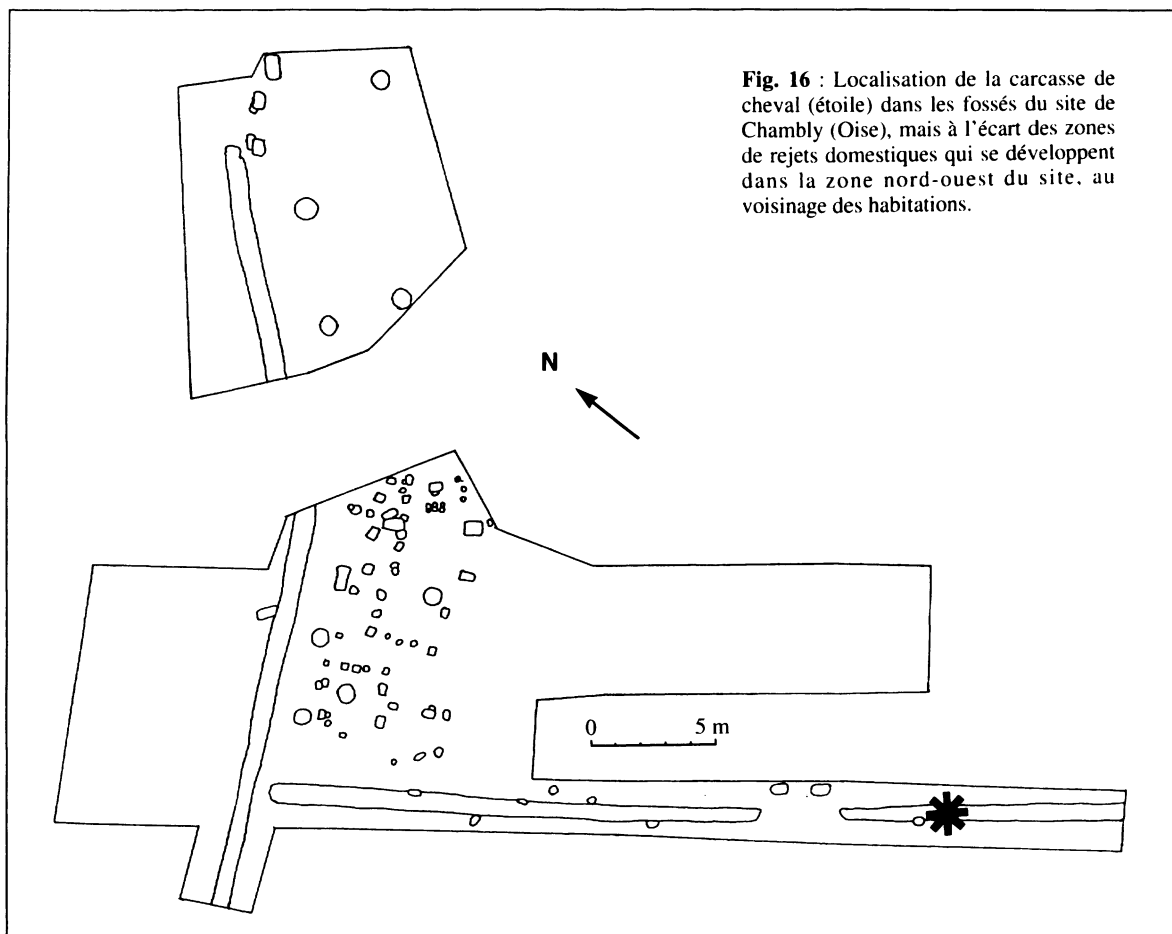 Fig. 16 : Localisation de la carcasse de
cheval (étoile) dans les fossés du site de
Chambly (Oise), mais à l'écart des zones
de rejets domestiques qui se développent
dans la zone nord-ouest du site, au
voisinage des habitations.
N
0 5 m